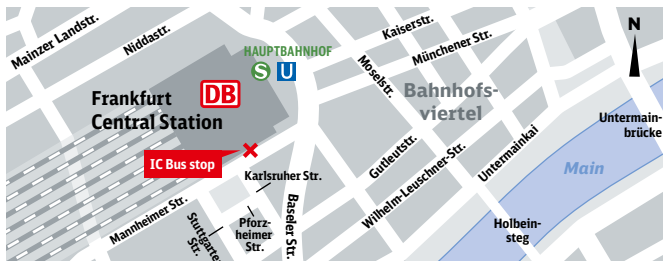 Mainzer Landstr.
Niddastr.
HAUPTBAHNHOF
S U
DB
Frankfurt
Central Station
IC Bus stop
Kaiserstr.
Münchener Str.
Moselstr.
Bahnhofs-
viertel
N
Untermain-
brücke
Main
Gutleutstr.
Wilhelm-Leuschner-Str.
Untermainkai
Holbein-
steg
Karlsruher Str.
Mannheimer Str.
Stuttgarter
Str.
Pforz-
heimer
Str.
Baseler Str.